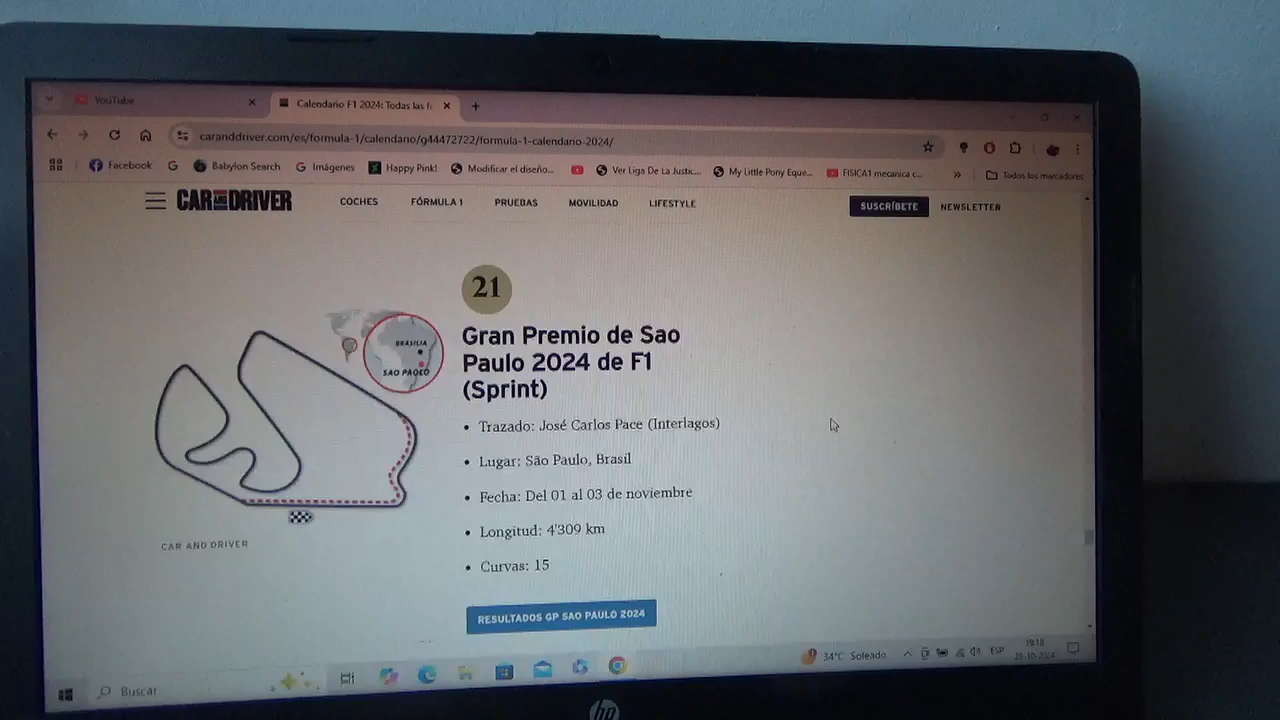 YouTube
Calendario F1 2024: Todas las f
caranddriver.com/es/formula-1/calendario/g44472722/formula-1-calendario-2024/
Facebook
Babylon Search
Imágenes
Happy Pink!
Modificar el diseño...
Ver Liga De La Justic...
My Little Pony Eque...
FISICA1 mecanica c...
Todos los marcadores
CAR AND DRIVER
COCHES FÓRMULA 1 PRUEBAS MOVILIDAD LIFESTYLE
SUSCRÍBETE NEWSLETTER
21
BRASILIA
SAO PAOLO
Gran Premio de Sao
Paulo 2024 de F1
(Sprint)
• Trazado: José Carlos Pace (Interlagos)
• Lugar: São Paulo, Brasil
• Fecha: Del 01 al 03 de noviembre
• Longitud: 4'309 km
• Curvas: 15
CAR AND DRIVER
RESULTADOS GP SAO PAULO 2024
Buscar
34°C Soleado
ESP
19:18
hp